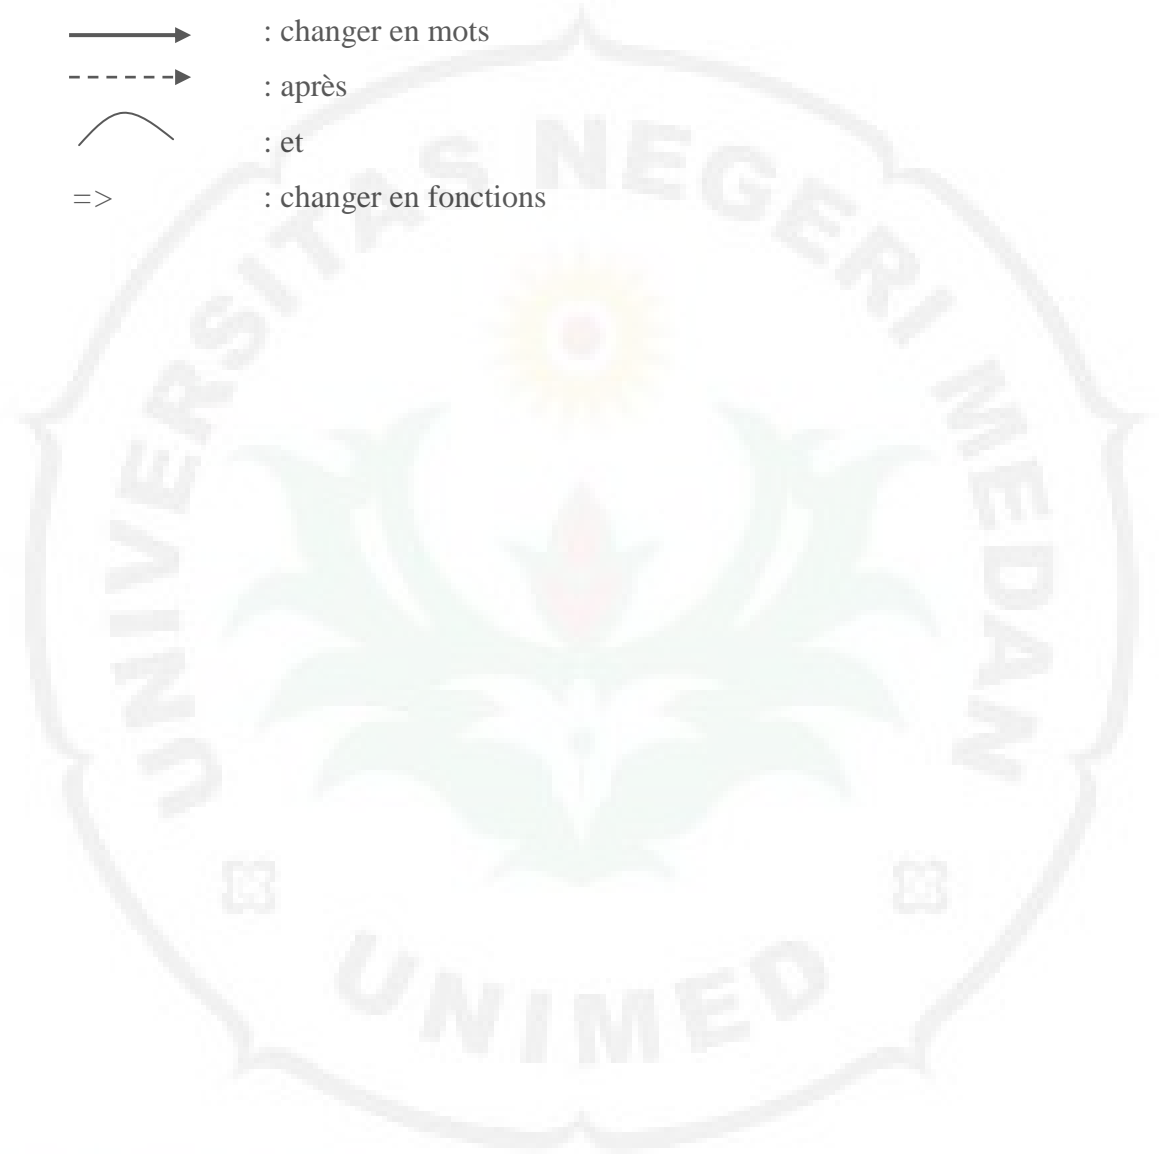 : changer en mots
: après
: et
=> : changer en fonctions
UNIVERSITAS NEGERI MEDAN
UNIMED